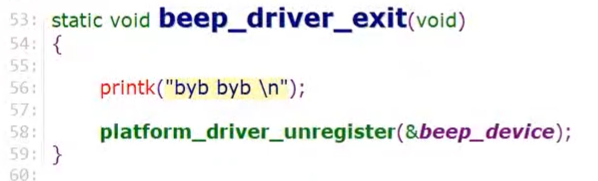 53: static void beep_driver_exit(void)
54: {
55:
56: printk("byb byb \n");
57:
58: platform_driver_unregister(&beep_device);
59: }
60: